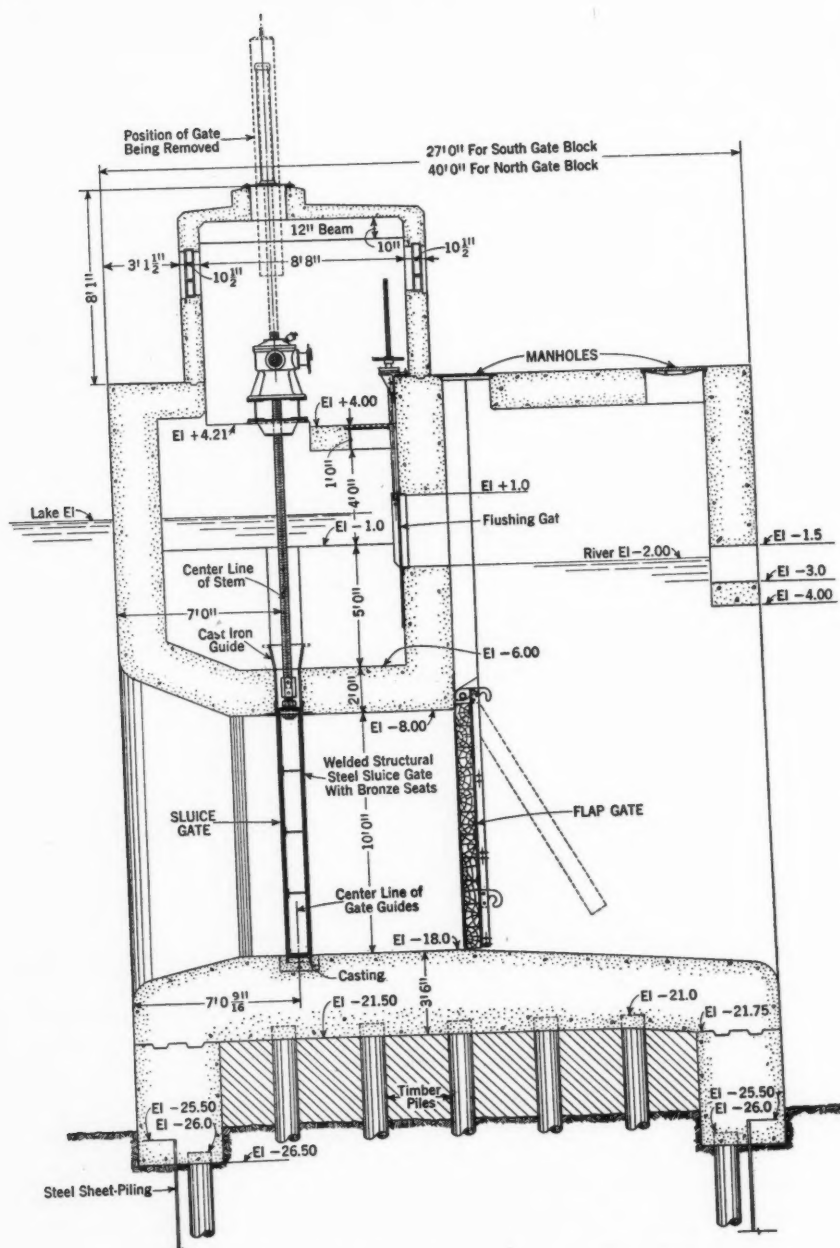 Position of Gate
Being Removed
27'0" For South Gate Block
40'0" For North Gate Block
12" Beam
10"
10 1/2"
3'1 1/2"
10 1/2"
8'8"
8'1"
MANHOLES
El +4.00
El +4.21
1'0"
4'0"
El +1.0
Lake El
El -1.0
Flushing Gat
River El -2.00
El -1.5
El -3.0
El -4.00
Center Line
of Stem
7'0"
5'0"
Cast Iron
Guide
El -6.00
2'0"
El -8.00
Welded Structural
Steel Sluice Gate
With Bronze Seats
SLUICE
GATE
10'0"
FLAP GATE
Center Line of
Gate Guides
El -18.0
Casting
7'0 9/16"
3'6"
El -21.50
El -21.0
El -21.75
Timber
Piles
El -25.50
El -26.0
El -26.50
El -25.50
El -26.0
Steel Sheet-Piling